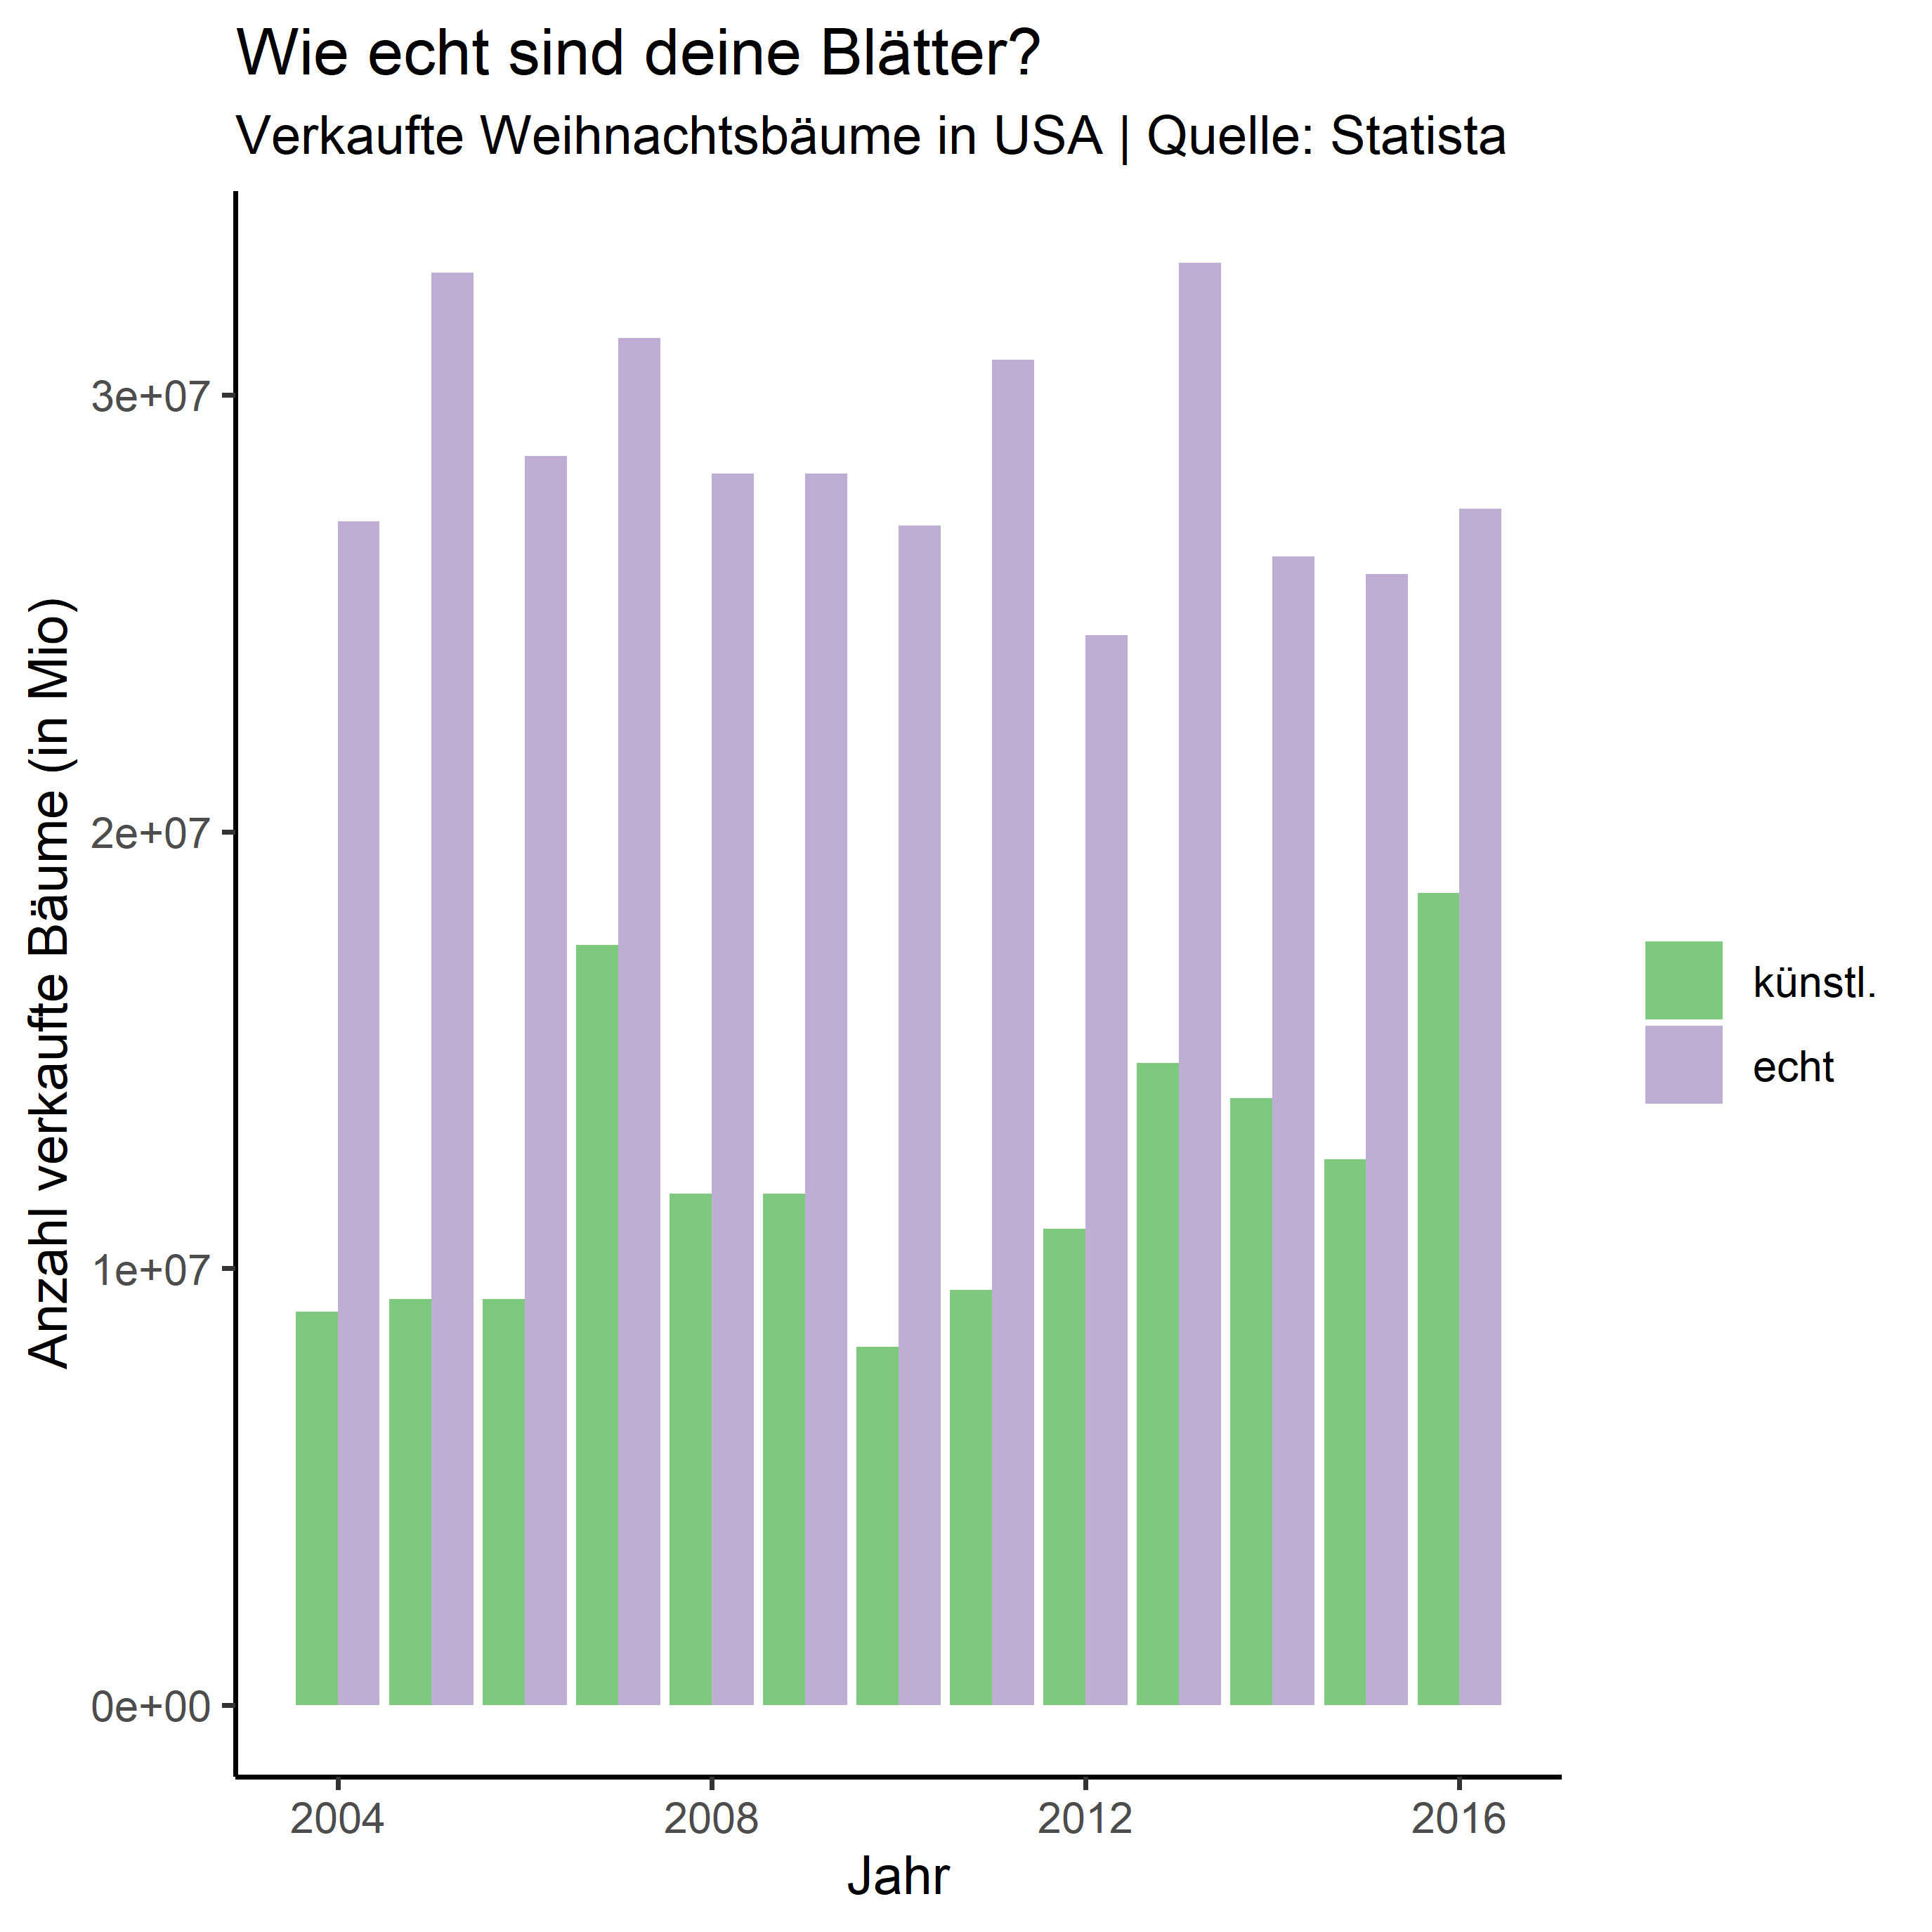 Wie echt sind deine Blätter?
Verkaufte Weihnachtsbäume in USA | Quelle: Statista
Anzahl verkaufte Bäume (in Mio)
3e+07
2e+07
1e+07
0e+00
2004 2008 2012 2016
Jahr
künstl.
echt